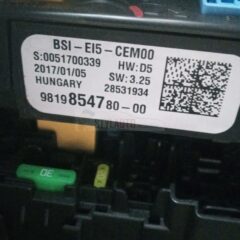 BSI-EI5-CEM00
S:0051700339 HW:D5
2017/01/05 SW: 3.25
HUNGARY 28531934
9819854780-00